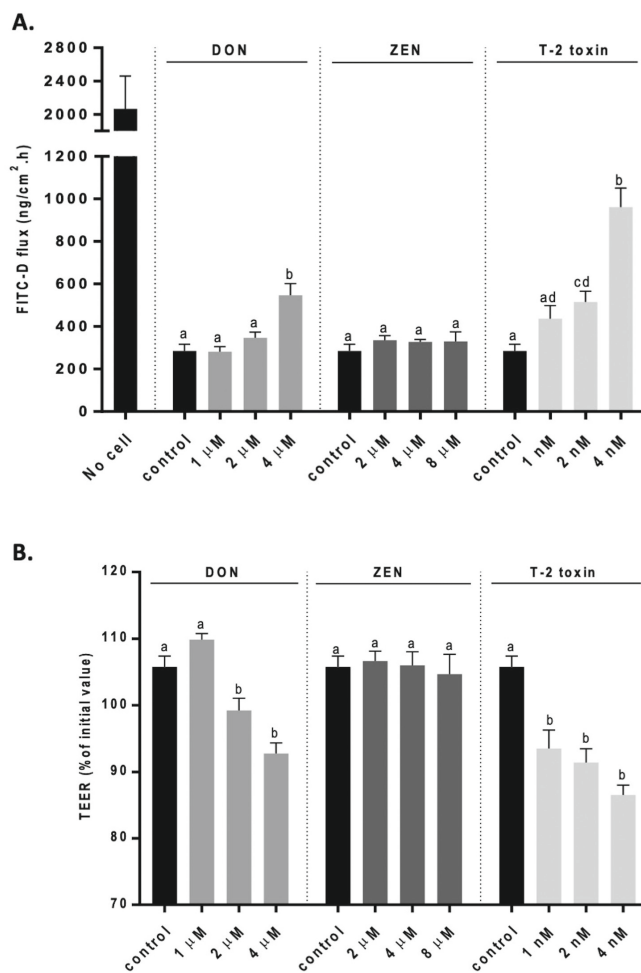 A.
DON ZEN T-2 toxin
FITC-D flux (ng/cm².h)
2800
2400
2000
1200
1000
800
600
400
200
0
a a a b a a a a a ad cd b
No cell control 1 μM 2 μM 4 μM control 2 μM 4 μM 8 μM control 1 nM 2 nM 4 nM
B.
DON ZEN T-2 toxin
TEER (% of initial value)
120
110
100
90
80
70
a a b b a a a a a b b b
control 1 μM 2 μM 4 μM control 2 μM 4 μM 8 μM control 1 nM 2 nM 4 nM